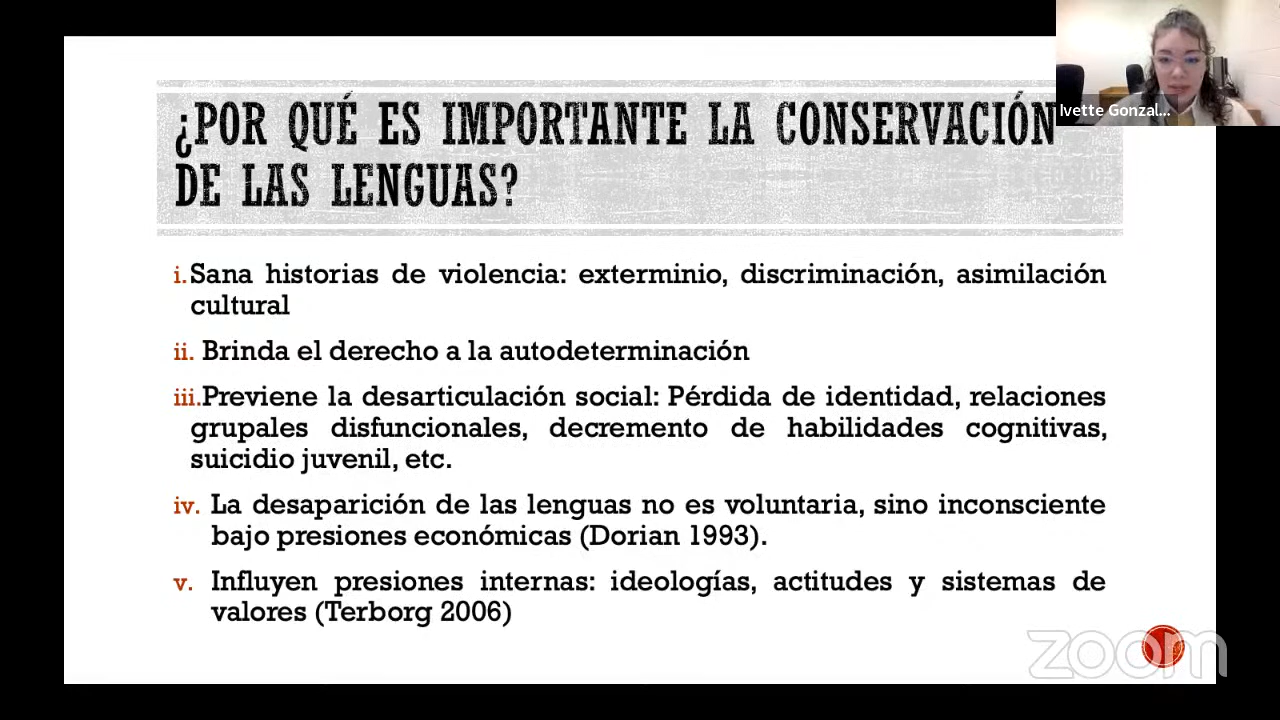 ¿POR QUÉ ES IMPORTANTE LA CONSERVACIÓN
DE LAS LENGUAS?
Ivette Gonzal...
i. Sana historias de violencia: exterminio, discriminación, asimilación
cultural
ii. Brinda el derecho a la autodeterminación
iii. Previene la desarticulación social: Pérdida de identidad, relaciones
grupales disfuncionales, decremento de habilidades cognitivas,
suicidio juvenil, etc.
iv. La desaparición de las lenguas no es voluntaria, sino inconsciente
bajo presiones económicas (Dorian 1993).
v. Influyen presiones internas: ideologías, actitudes y sistemas de
valores (Terborg 2006)
zoom